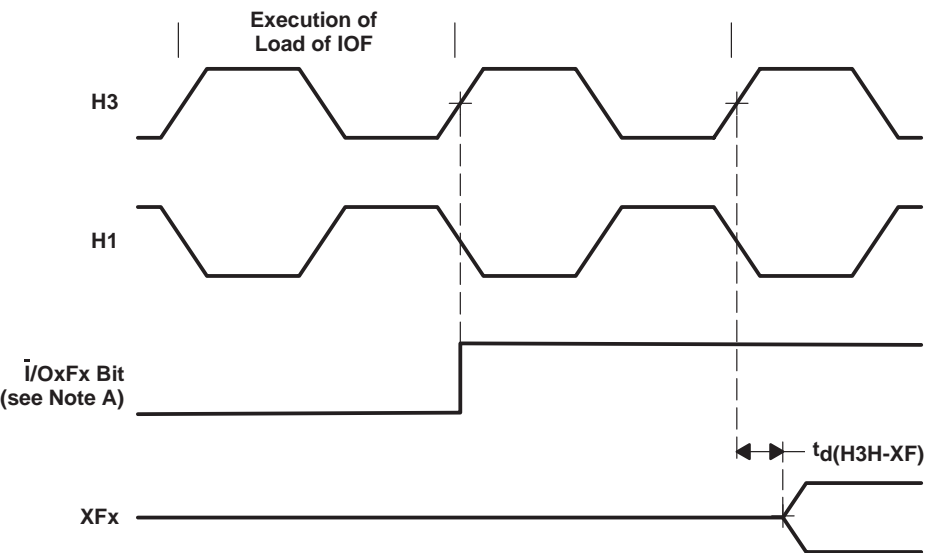 Execution of
Load of IOF
H3
H1
Ī/OxFx Bit
(see Note A)
td(H3H-XF)
XFx